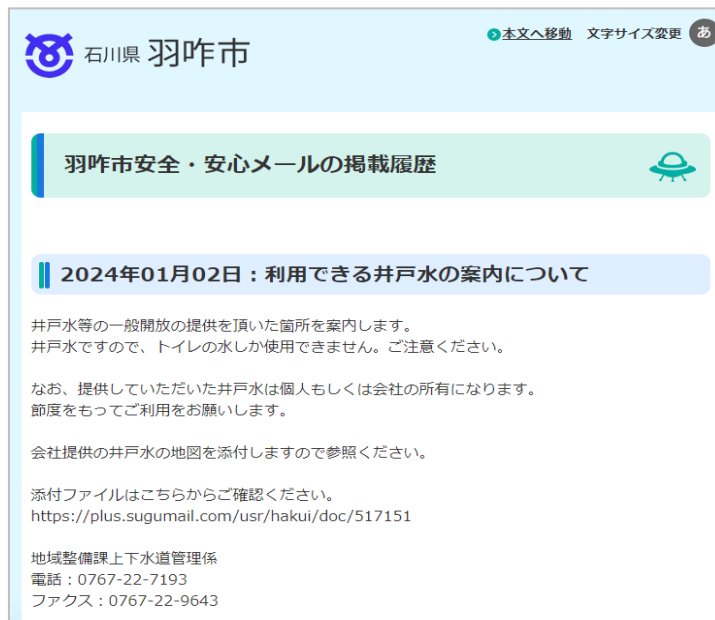 石川県 羽咋市
本文へ移動 文字サイズ変更 あ
羽咋市安全・安心メールの掲載履歴
2024年01月02日：利用できる井戸水の案内について
井戸水等の一般開放の提供を頂いた箇所を案内します。
井戸水ですので、トイレの水しか使用できません。ご注意ください。
なお、提供していただいた井戸水は個人もしくは会社の所有になります。
節度をもってご利用をお願いします。
会社提供の井戸水の地図を添付しますので参照ください。
添付ファイルはこちらからご確認ください。
https://plus.sugumail.com/usr/hakui/doc/517151
地域整備課上下水道管理係
電話：0767-22-7193
ファクス：0767-22-9643